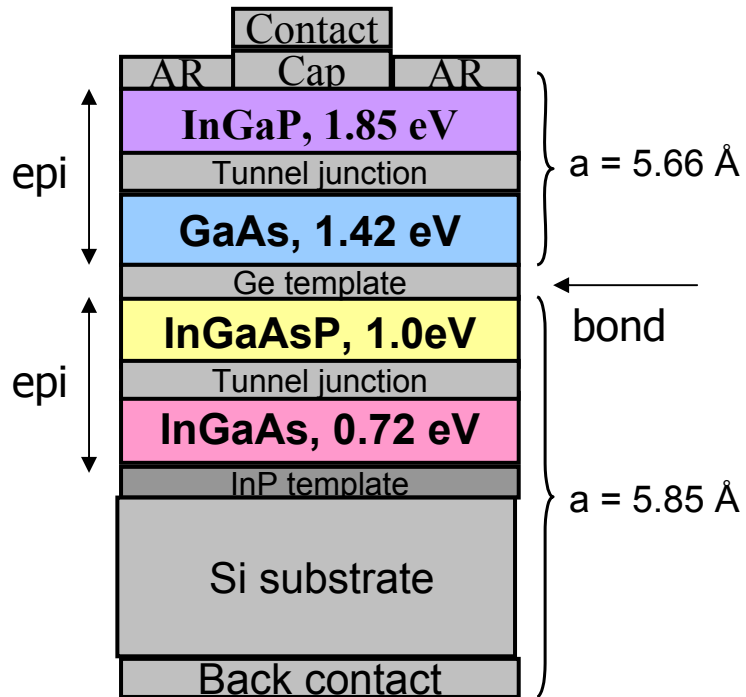 Contact
AR Cap AR
InGaP, 1.85 eV
Tunnel junction
epi
a = 5.66 Å
GaAs, 1.42 eV
Ge template
bond
InGaAsP, 1.0eV
Tunnel junction
epi
InGaAs, 0.72 eV
InP template
a = 5.85 Å
Si substrate
Back contact